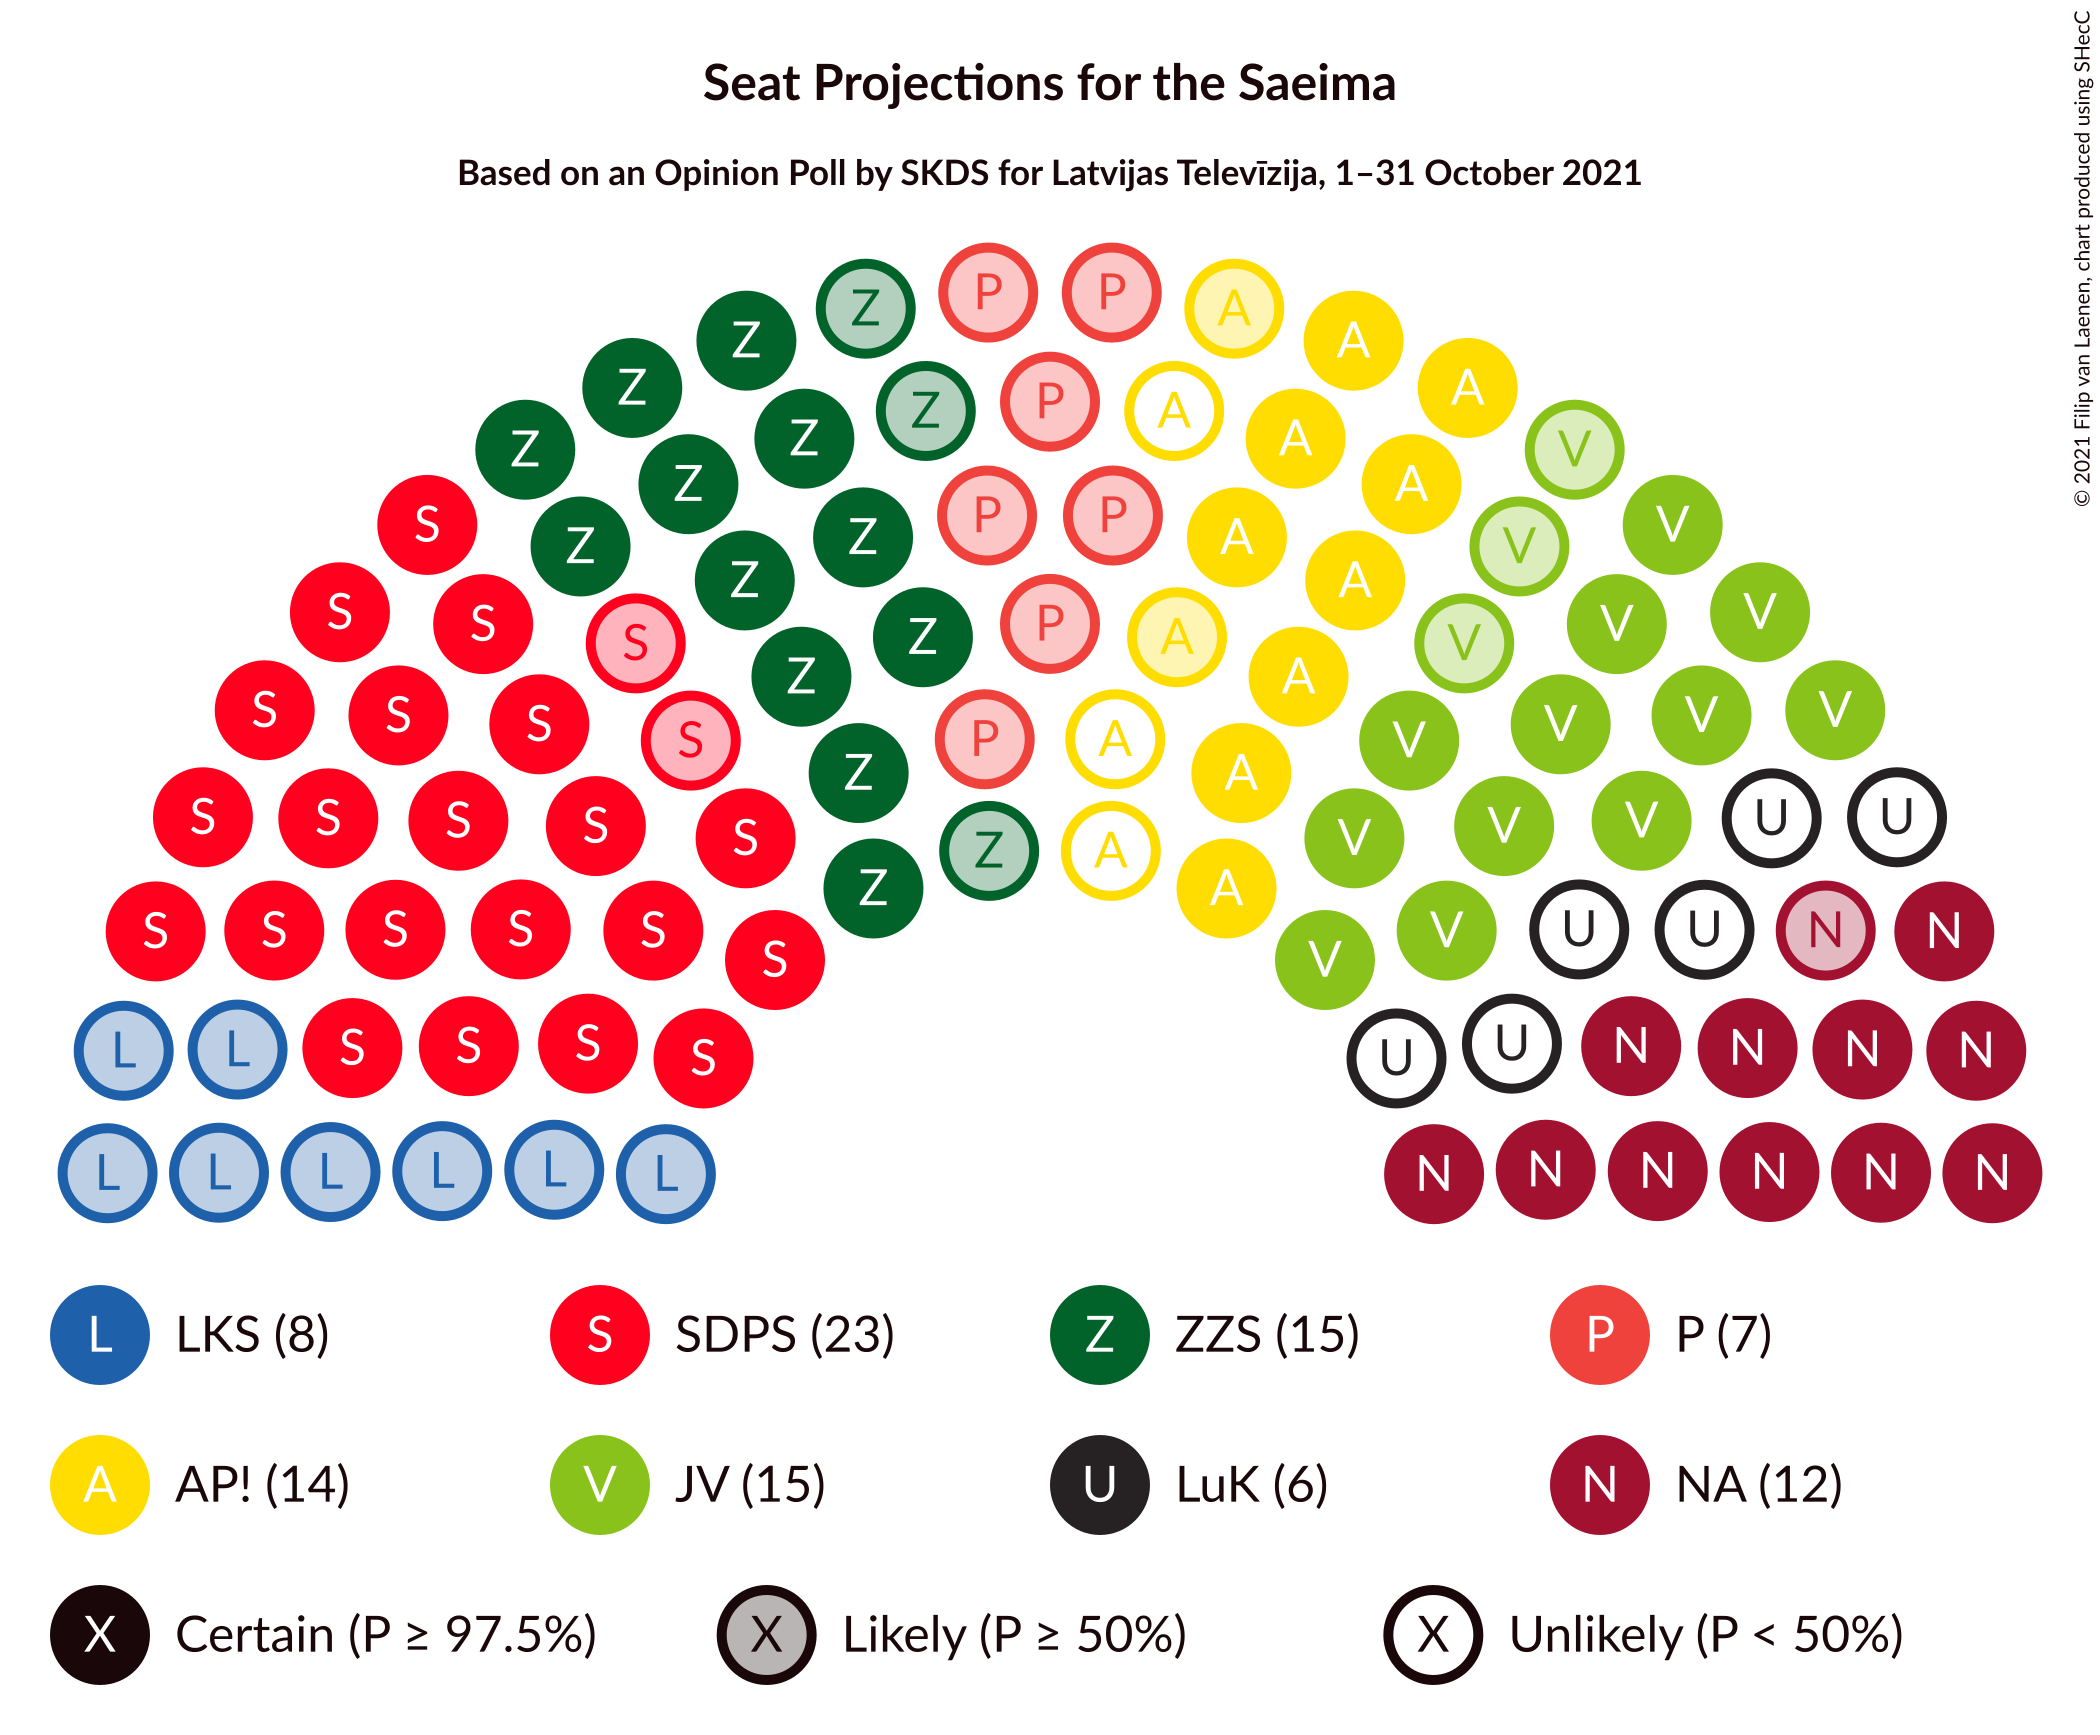 Seat Projections for the Saeima
Based on an Opinion Poll by SKDS for Latvijas Televīzija, 1–31 October 2021
© 2021 Filip van Laenen, chart produced using SHecC
P P
Z A
Z A
Z P A
Z A
Z A V
Z A
S Z P P V V
Z A
Z A
S S Z P V V
S Z A V
Z A
S S S Z P A V V V V
S V
Z A
S S S S S V V V U U
Z A
Z A
S S S S S V U U N N
S V
L L S S S S U U N N N N
L L L L L L N N N N N N
L LKS (8) S SDPS (23) Z ZZS (15) P P (7)
A AP! (14) V JV (15) U LuK (6) N NA (12)
X Certain (P ≥ 97.5%) X Likely (P ≥ 50%) X Unlikely (P < 50%)